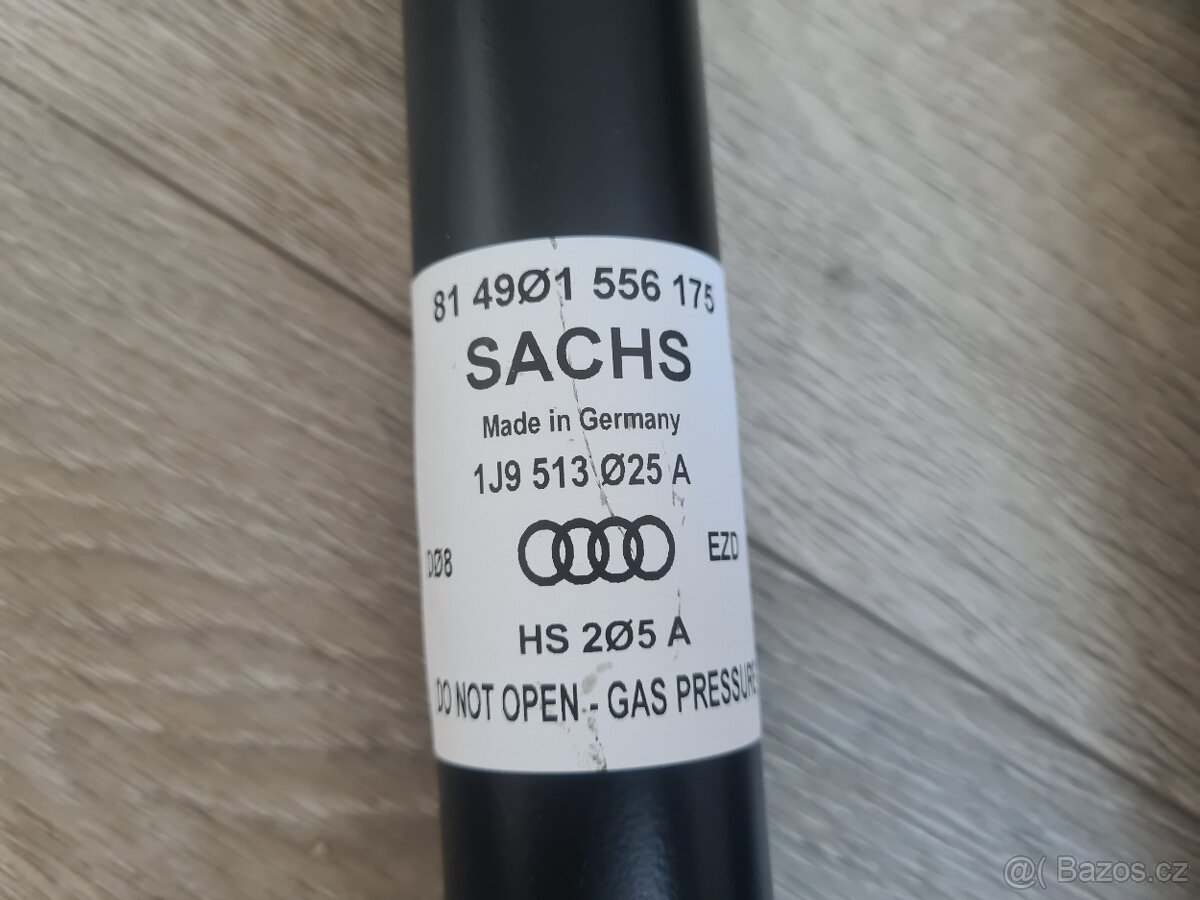 81 49Ø1 556 175
SACHS
Made in Germany
1J9 513 Ø25 A
DØ8 EZD
HS 2Ø5 A
DO NOT OPEN - GAS PRESSURE
@( Bazos.cz